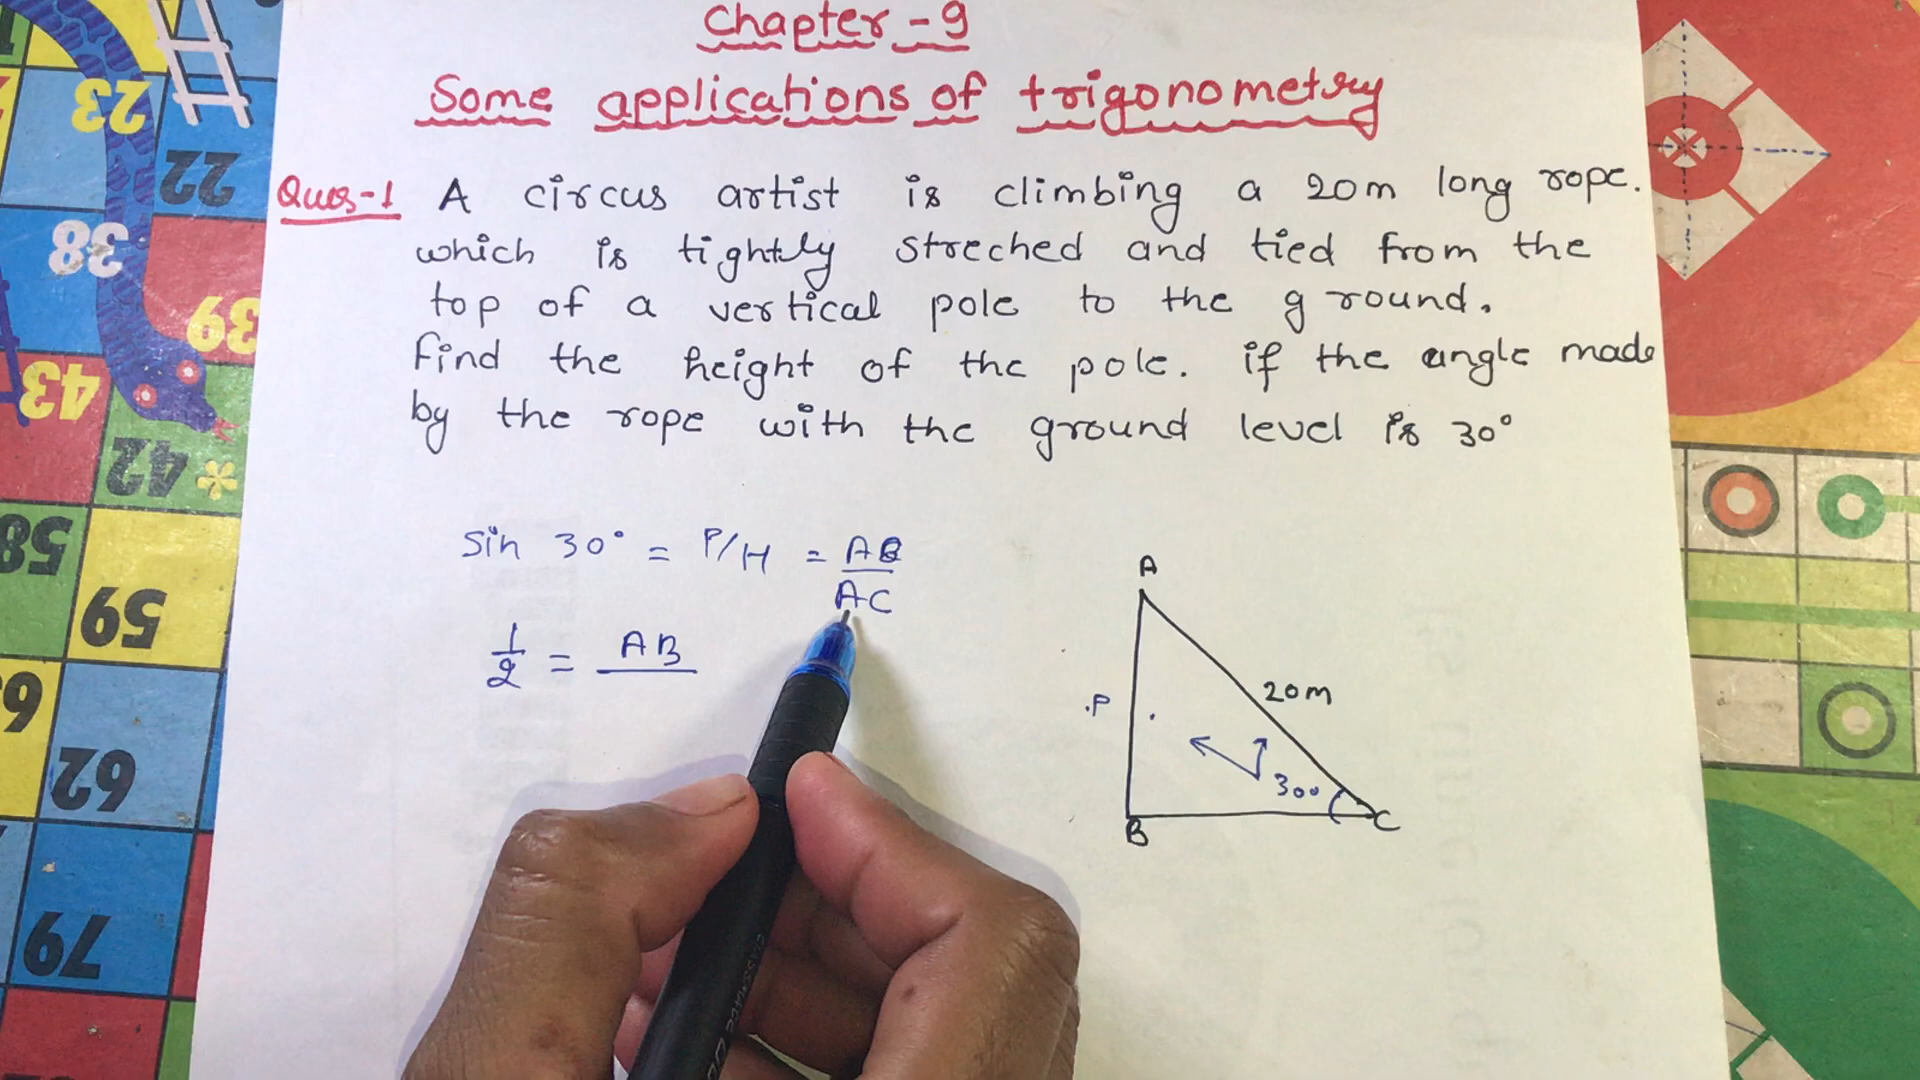 Chapter - 9
Some applications of trigonometry
Ques-1 A circus artist is climbing a 20m long rope.
which is tightly streched and tied from the
top of a vertical pole to the ground.
find the height of the pole. if the angle made
by the rope with the ground level is 30°
sin 30° = P/H = AB
AC
1
2
= AB
A
20m
.P
30°
B
C
23
22
38
39
43
42
58
59
62
79